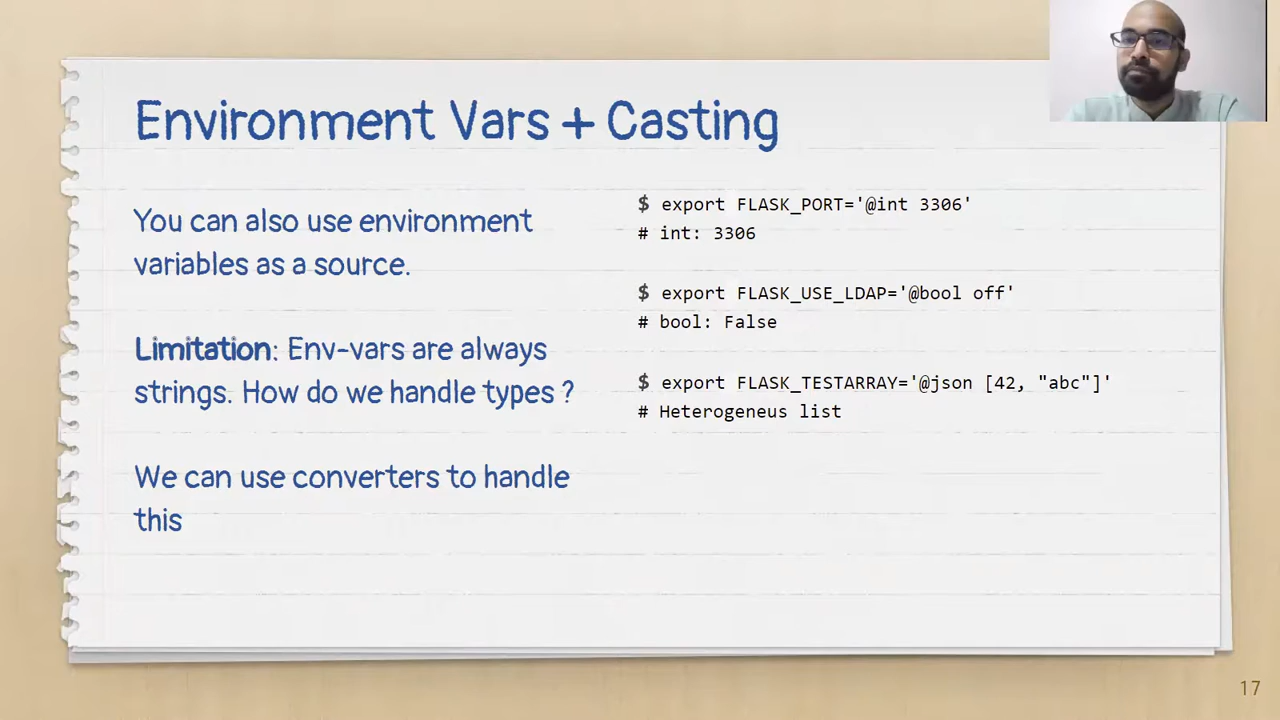 Environment Vars + Casting
You can also use environment
variables as a source.
Limitation: Env-vars are always
strings. How do we handle types ?
We can use converters to handle
this
$ export FLASK_PORT='@int 3306'
# int: 3306
$ export FLASK_USE_LDAP='@bool off'
# bool: False
$ export FLASK_TESTARRAY='@json [42, "abc"]'
# Heterogeneus list
17